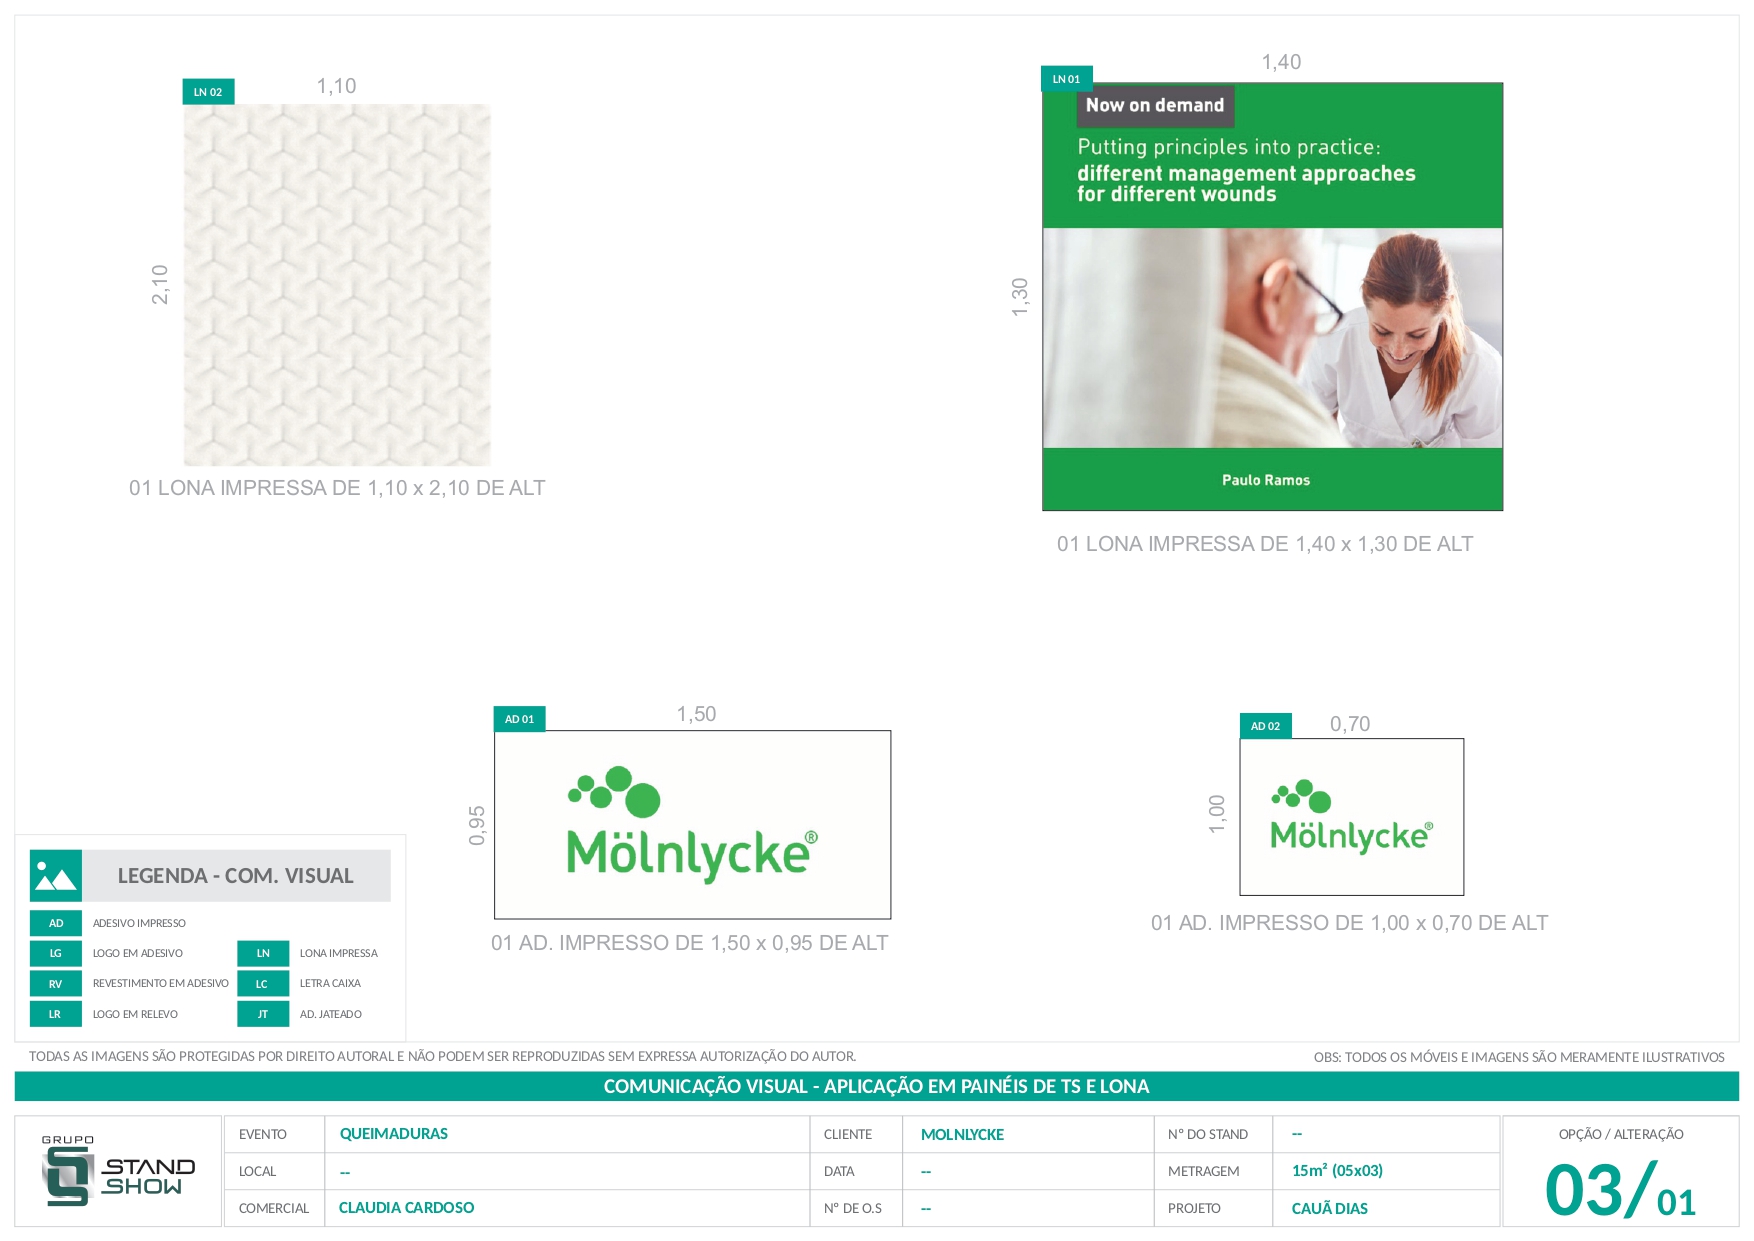 LN 02
1,10
2,10
01 LONA IMPRESSA DE 1,10 x 2,10 DE ALT
LN 01
1,40
Now on demand
Putting principles into practice:
different management approaches
for different wounds
1,30
Paulo Ramos
01 LONA IMPRESSA DE 1,40 x 1,30 DE ALT
AD 01
1,50
0,95
Mölnlycke®
01 AD. IMPRESSO DE 1,50 x 0,95 DE ALT
AD 02
0,70
1,00
Mölnlycke®
01 AD. IMPRESSO DE 1,00 x 0,70 DE ALT
LEGENDA - COM. VISUAL
AD ADESIVO IMPRESSO
LG LOGO EM ADESIVO LN LONA IMPRESSA
RV REVESTIMENTO EM ADESIVO LC LETRA CAIXA
LR LOGO EM RELEVO JT AD. JATEADO
TODAS AS IMAGENS SÃO PROTEGIDAS POR DIREITO AUTORAL E NÃO PODEM SER REPRODUZIDAS SEM EXPRESSA AUTORIZAÇÃO DO AUTOR.
OBS: TODOS OS MÓVEIS E IMAGENS SÃO MERAMENTE ILUSTRATIVOS
COMUNICAÇÃO VISUAL - APLICAÇÃO EM PAINÉIS DE TS E LONA
GRUPO
STAND
SHOW
EVENTO QUEIMADURAS CLIENTE MOLNLYCKE Nº DO STAND --
LOCAL -- DATA -- METRAGEM 15m² (05x03)
COMERCIAL CLAUDIA CARDOSO Nº DE O.S -- PROJETO CAUÃ DIAS
OPÇÃO / ALTERAÇÃO
03/01